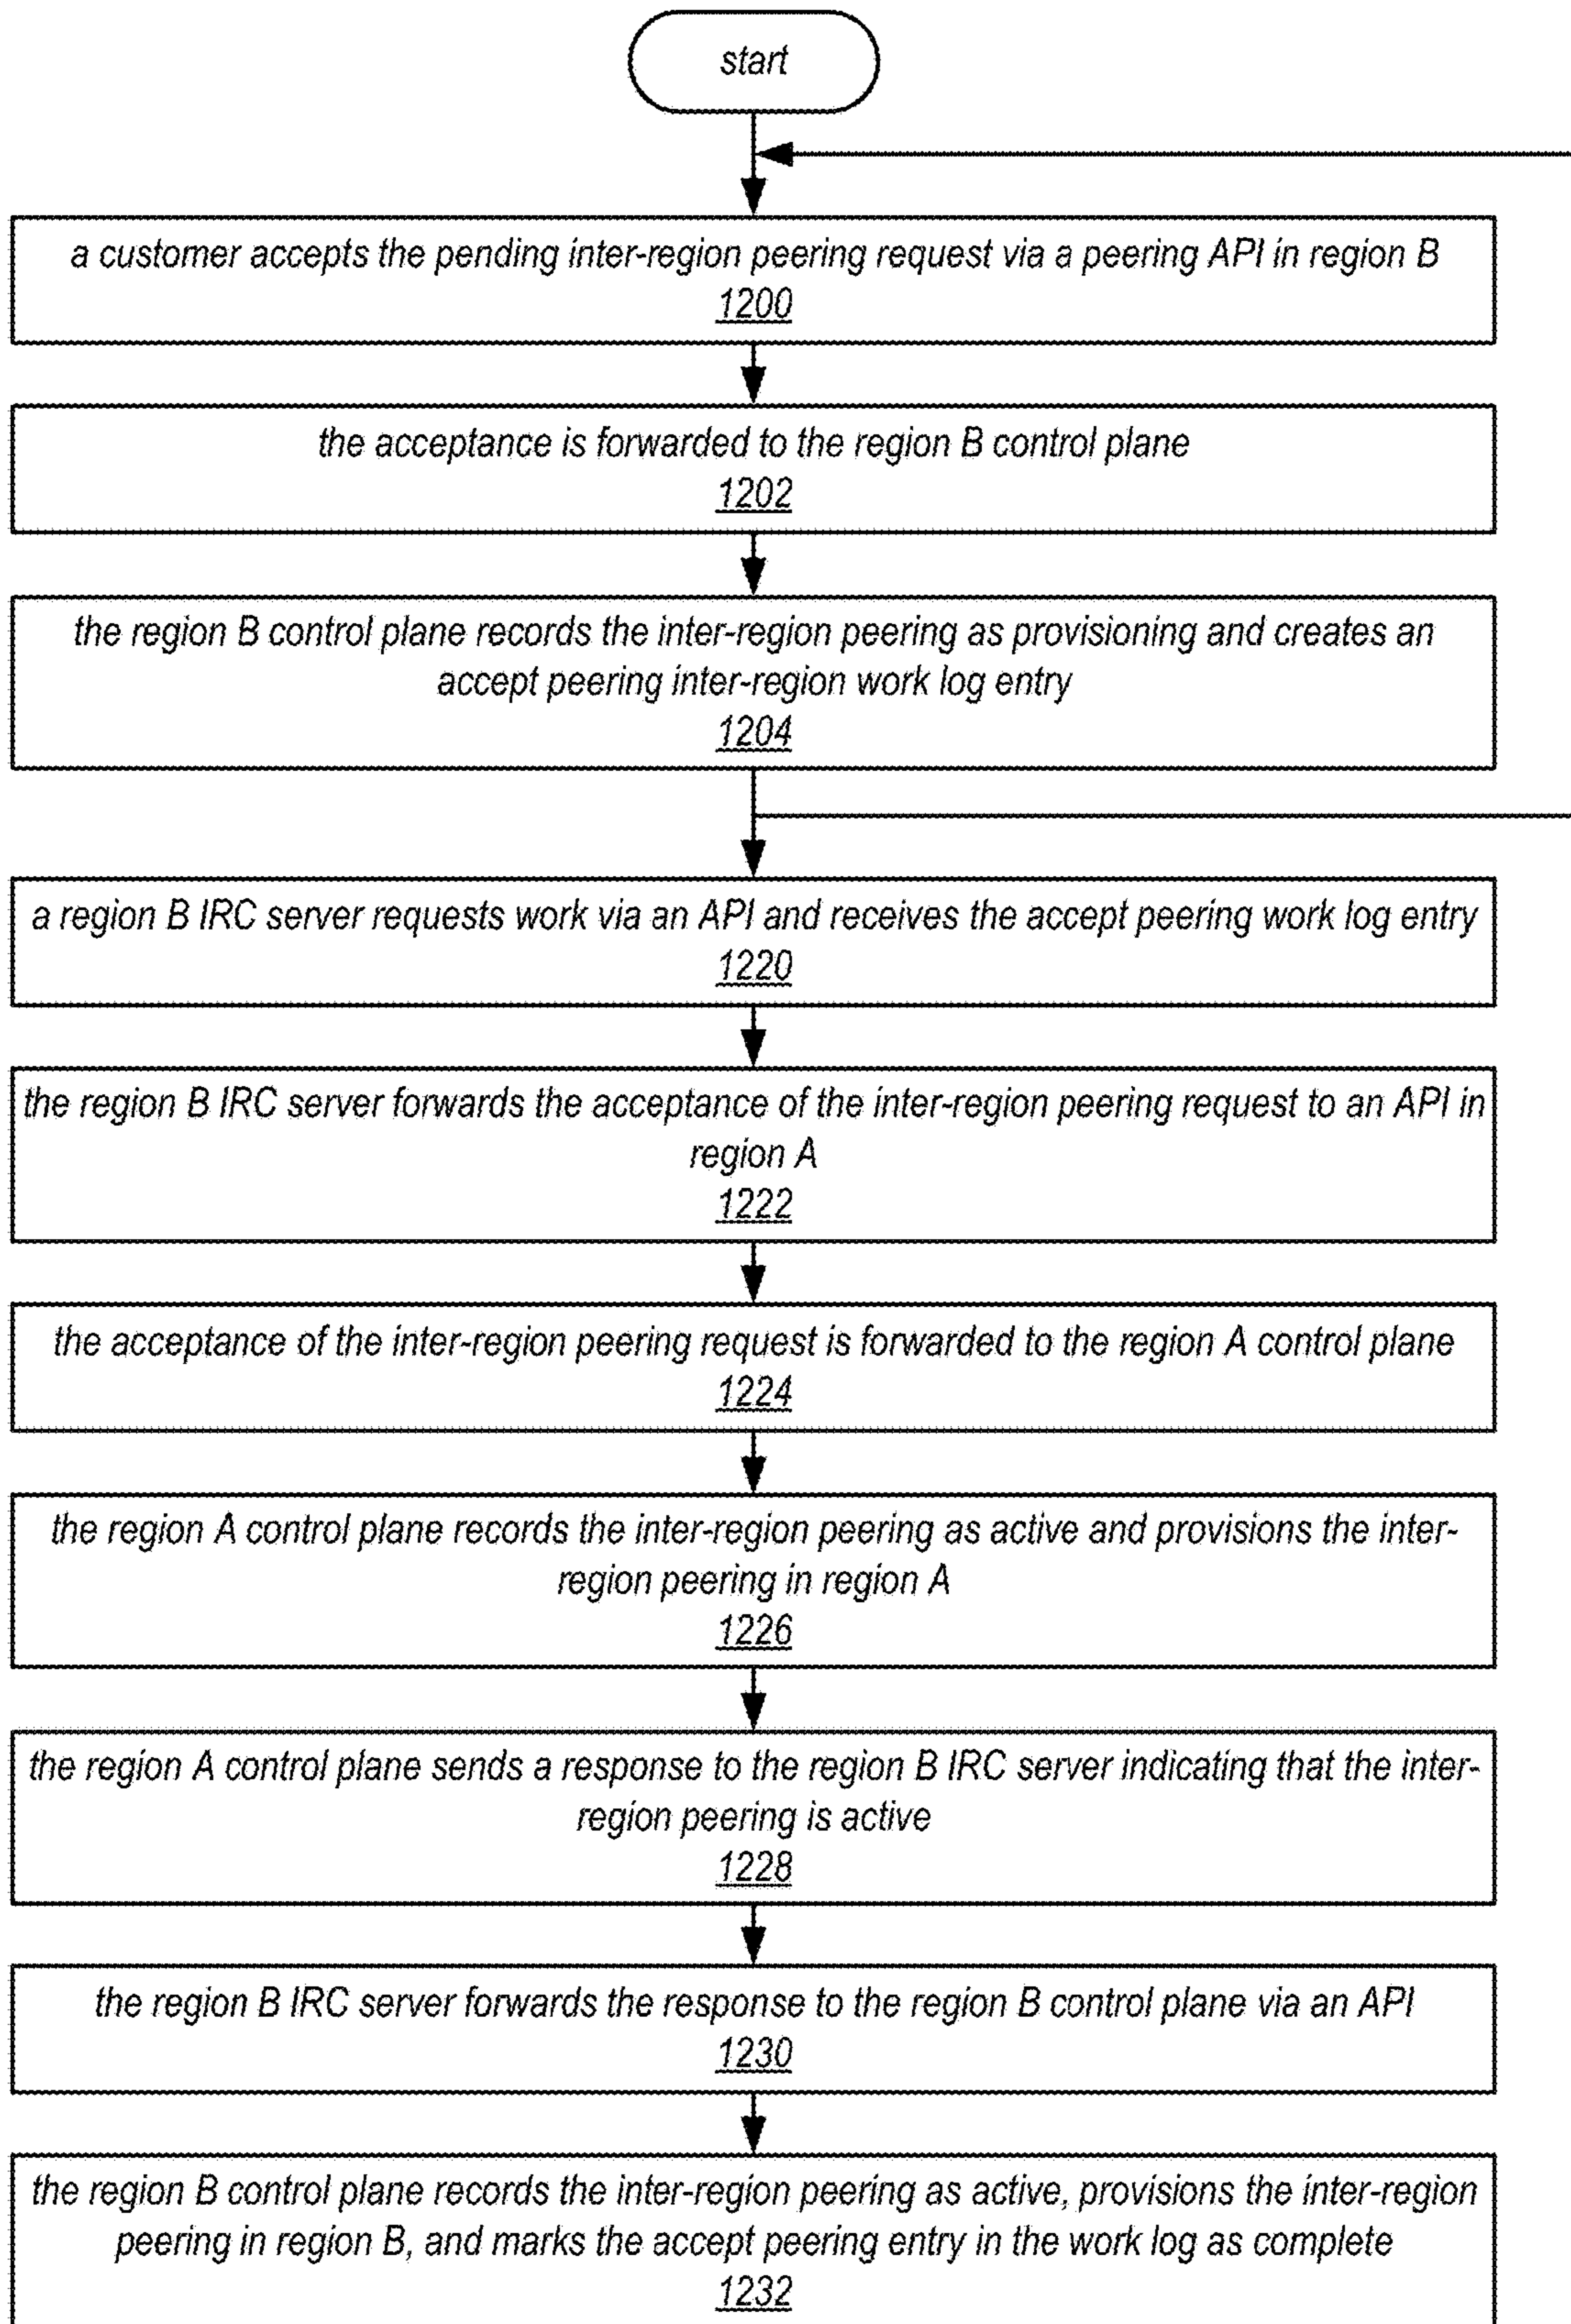 start
a customer accepts the pending inter-region peering request via a peering API in region B
1200
the acceptance is forwarded to the region B control plane
1202
the region B control plane records the inter-region peering as provisioning and creates an
accept peering inter-region work log entry
1204
a region B IRC server requests work via an API and receives the accept peering work log entry
1220
the region B IRC server forwards the acceptance of the inter-region peering request to an API in
region A
1222
the acceptance of the inter-region peering request is forwarded to the region A control plane
1224
the region A control plane records the inter-region peering as active and provisions the inter-
region peering in region A
1226
the region A control plane sends a response to the region B IRC server indicating that the inter-
region peering is active
1228
the region B IRC server forwards the response to the region B control plane via an API
1230
the region B control plane records the inter-region peering as active, provisions the inter-region
peering in region B, and marks the accept peering entry in the work log as complete
1232